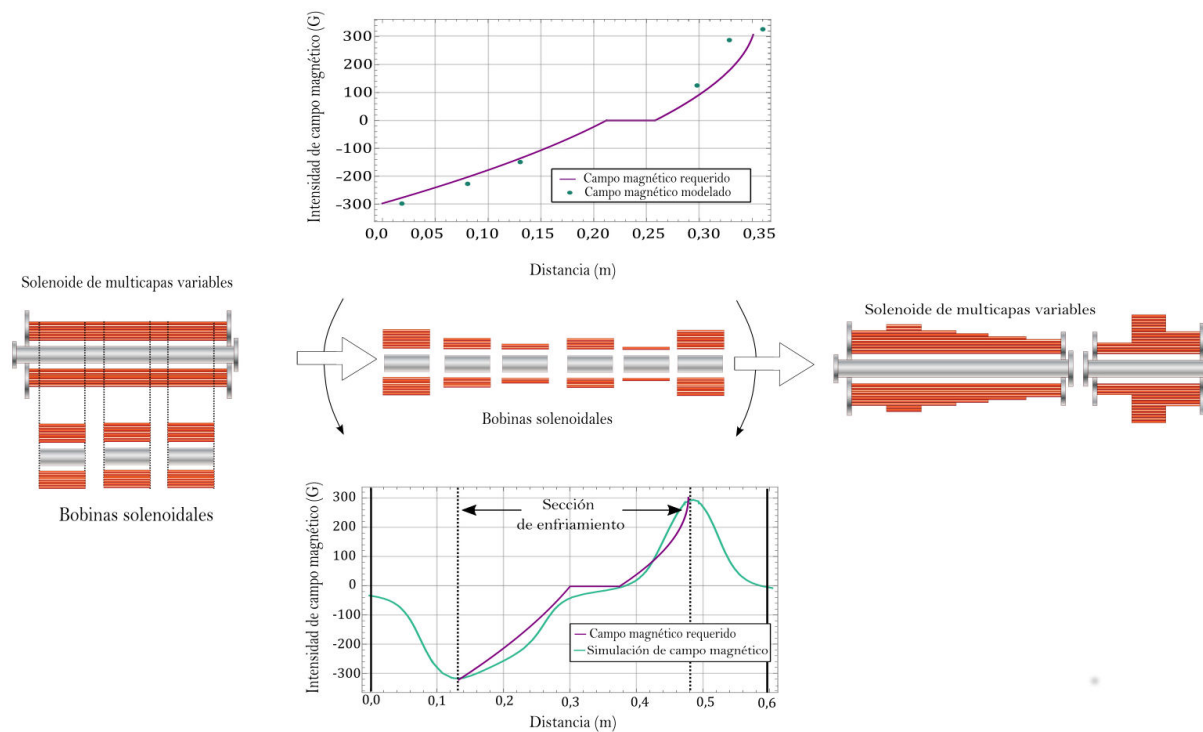 Intensidad de campo magnético (G)
300
200
100
0
-100
-200
-300
Campo magnético requerido
Campo magnético modelado
0,0 0,05 0,10 0,15 0,20 0,30 0,35
Distancia (m)
Solenoide de multicapas variables
Bobinas solenoidales
Bobinas solenoidales
Solenoide de multicapas variables
Intensidad de campo magnético (G)
300
200
100
0
-100
-200
-300
Sección
de enfriamiento
Campo magnético requerido
Simulación de campo magnético
0,0 0,1 0,2 0,3 0,4 0,5 0,6
Distancia (m)